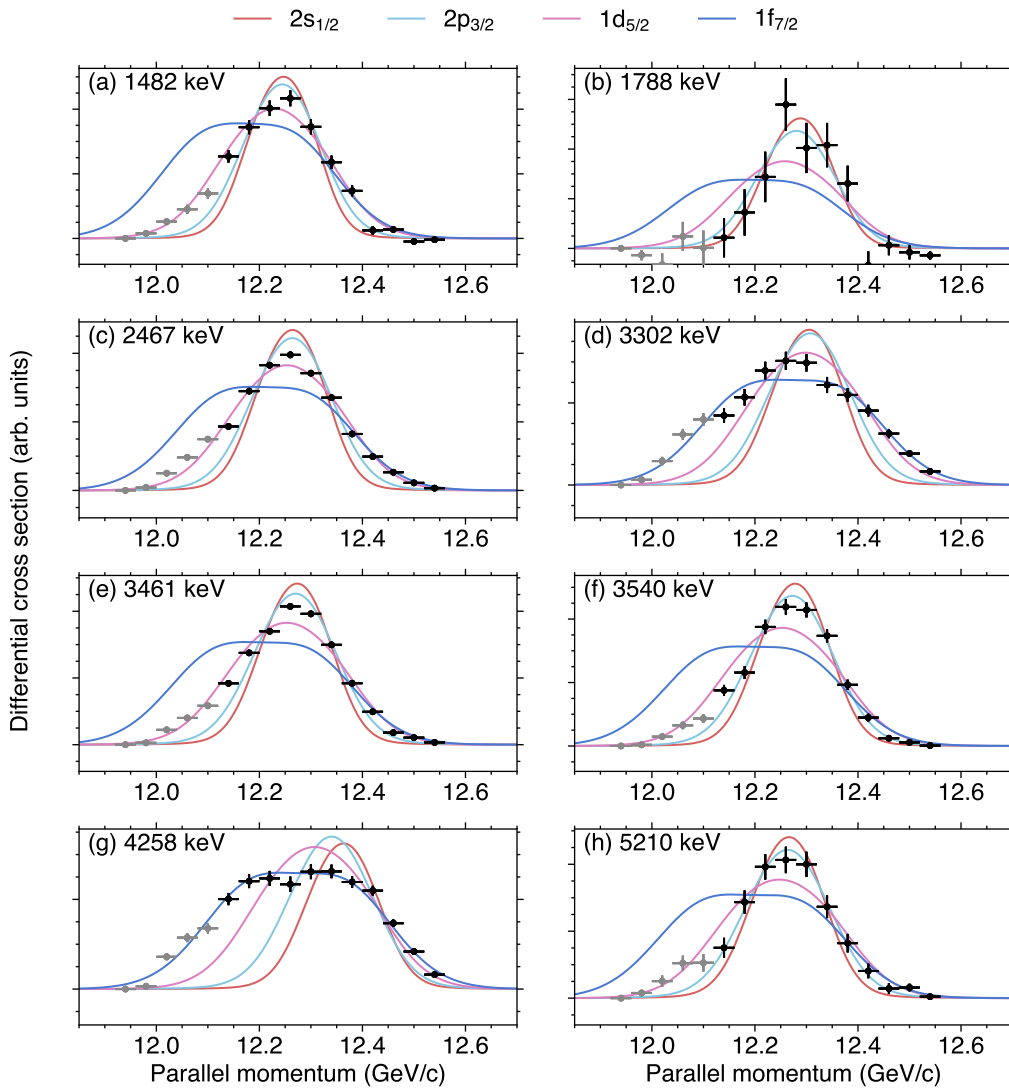 2s1/2 2p3/2 1d5/2 1f7/2
(a) 1482 keV
(b) 1788 keV
12.0 12.2 12.4 12.6
12.0 12.2 12.4 12.6
(c) 2467 keV
(d) 3302 keV
12.0 12.2 12.4 12.6
12.0 12.2 12.4 12.6
Differential cross section (arb. units)
(e) 3461 keV
(f) 3540 keV
12.0 12.2 12.4 12.6
12.0 12.2 12.4 12.6
(g) 4258 keV
(h) 5210 keV
12.0 12.2 12.4 12.6
12.0 12.2 12.4 12.6
Parallel momentum (GeV/c)
Parallel momentum (GeV/c)